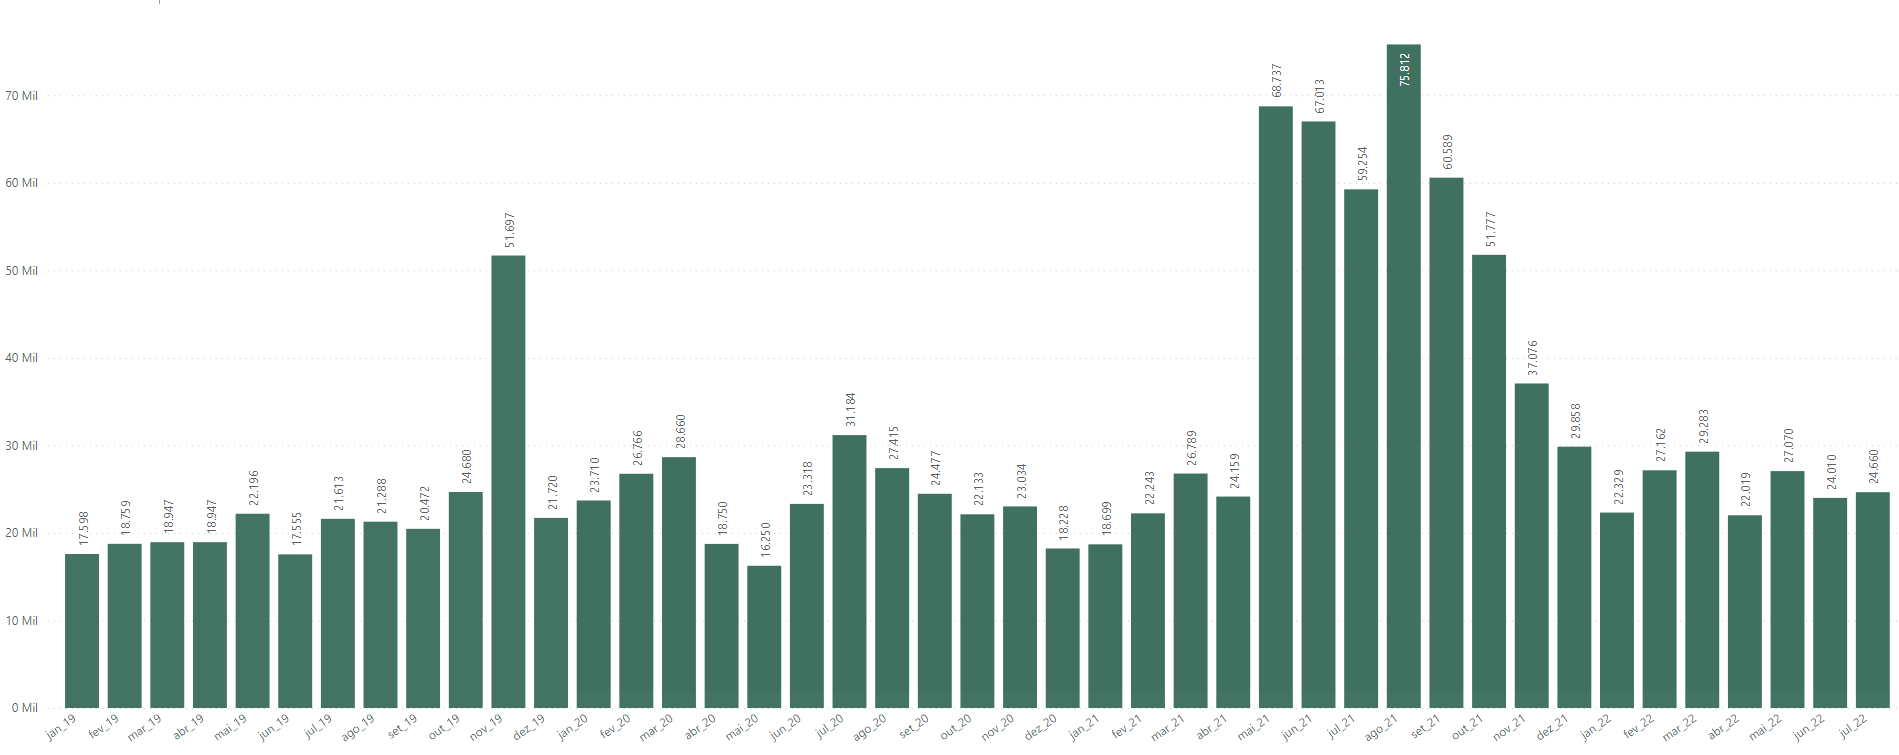 70 Mil
60 Mil
50 Mil
40 Mil
30 Mil
20 Mil
10 Mil
0 Mil
17.598
18.759
18.947
18.947
22.196
17.555
21.613
21.288
20.472
24.680
51.697
21.720
23.710
26.766
28.660
18.750
16.250
23.318
31.184
27.415
24.477
22.133
23.034
18.228
18.699
22.243
26.789
24.159
68.737
67.013
59.254
75.812
60.589
51.777
37.076
29.858
22.329
27.162
29.283
22.019
27.070
24.010
24.660
jan_19
fev_19
mar_19
abr_19
mai_19
jun_19
jul_19
ago_19
set_19
out_19
nov_19
dez_19
jan_20
fev_20
mar_20
abr_20
mai_20
jun_20
jul_20
ago_20
set_20
out_20
nov_20
dez_20
jan_21
fev_21
mar_21
abr_21
mai_21
jun_21
jul_21
ago_21
set_21
out_21
nov_21
dez_21
jan_22
fev_22
mar_22
abr_22
mai_22
jun_22
jul_22